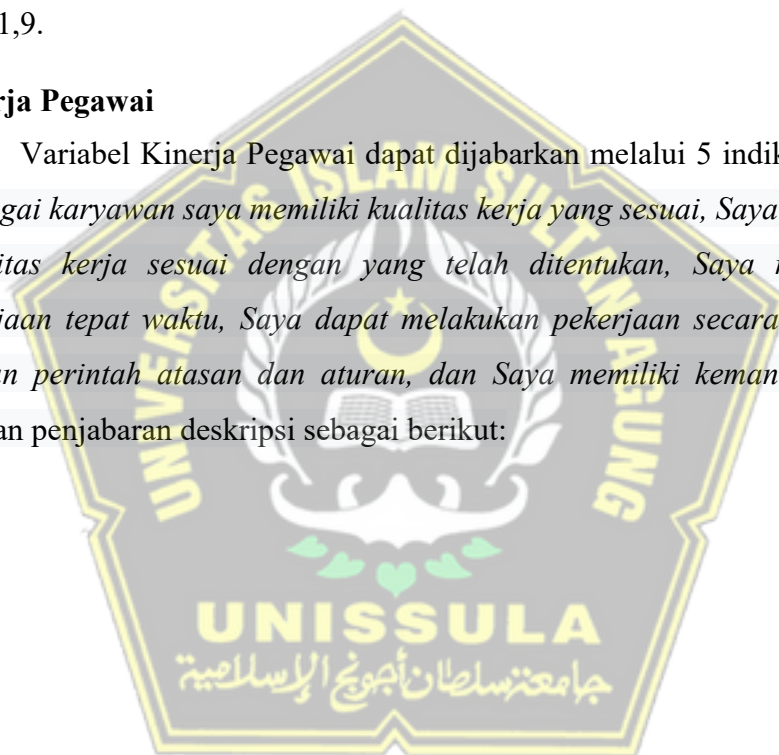 1,9.
rja Pegawai
Variabel Kinerja Pegawai dapat dijabarkan melalui 5 indik
gai karyawan saya memiliki kualitas kerja yang sesuai, Saya
itas kerja sesuai dengan yang telah ditentukan, Saya
jaan tepat waktu, Saya dapat melakukan pekerjaan secara
n perintah atasan dan aturan, dan Saya memiliki keman
an penjabaran deskripsi sebagai berikut:
UNIVERSITAS ISLAM SULTAN AGUNG
UNISSULA
جامعتسلطان أجونج الإسلامية